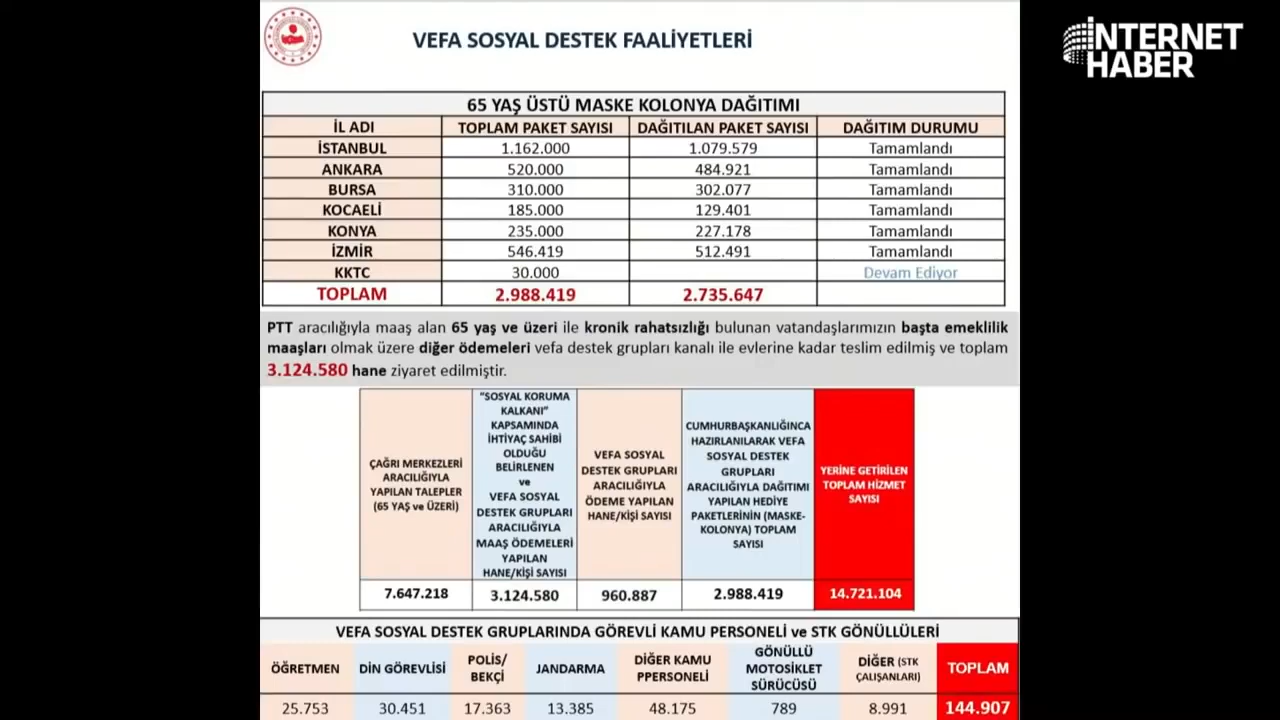 VEFA SOSYAL DESTEK FAALİYETLERİ
İNTERNET
HABER
65 YAŞ ÜSTÜ MASKE KOLONYA DAĞITIMI
İL ADI TOPLAM PAKET SAYISI DAĞITILAN PAKET SAYISI DAĞITIM DURUMU
İSTANBUL 1.162.000 1.079.579 Tamamlandı
ANKARA 520.000 484.921 Tamamlandı
BURSA 310.000 302.077 Tamamlandı
KOCAELİ 185.000 129.401 Tamamlandı
KONYA 235.000 227.178 Tamamlandı
İZMİR 546.419 512.491 Tamamlandı
KKTC 30.000 Devam Ediyor
TOPLAM 2.988.419 2.735.647
PTT aracılığıyla maaş alan 65 yaş ve üzeri ile kronik rahatsızlığı bulunan vatandaşlarımızın başta emeklilik
maaşları olmak üzere diğer ödemeleri vefa destek grupları kanalı ile evlerine kadar teslim edilmiş ve toplam
3.124.580 hane ziyaret edilmiştir.
ÇAĞRI MERKEZLERİ
ARACILIĞIYLA
YAPILAN TALEPLER
(65 YAŞ ve ÜZERİ)
"SOSYAL KORUMA
KALKANI"
KAPSAMINDA
İHTİYAÇ SAHİBİ
OLDUĞU
BELİRLENEN
ve
VEFA SOSYAL
DESTEK GRUPLARI
ARACILIĞIYLA
MAAŞ ÖDEMELERİ
YAPILAN
HANE/KİŞİ SAYISI
VEFA SOSYAL
DESTEK GRUPLARI
ARACILIĞIYLA
ÖDEME YAPILAN
HANE/KİŞİ SAYISI
CUMHURBAŞKANLIĞINCA
HAZIRLANILARAK VEFA
SOSYAL DESTEK
GRUPLARI
ARACILIĞIYLA DAĞITIMI
YAPILAN HEDİYE
PAKETLERİNİN (MASKE-
KOLONYA) TOPLAM
SAYISI
YERİNE GETİRİLEN
TOPLAM HİZMET
SAYISI
7.647.218 3.124.580 960.887 2.988.419 14.721.104
VEFA SOSYAL DESTEK GRUPLARINDA GÖREVLİ KAMU PERSONELİ ve STK GÖNÜLLÜLERİ
ÖĞRETMEN
DİN GÖREVLİSİ
POLİS/
BEKÇİ
JANDARMA
DİĞER KAMU
PPERSONELİ
GÖNÜLLÜ
MOTOSİKLET
SÜRÜCÜSÜ
DİĞER (STK
ÇALIŞANLARI)
TOPLAM
25.753 30.451 17.363 13.385 48.175 789 8.991 144.907